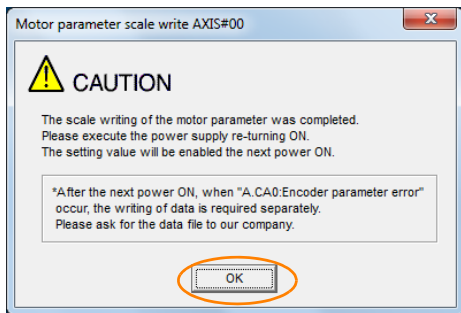 Motor parameter scale write AXIS#00
CAUTION
The scale writing of the motor parameter was completed.
Please execute the power supply re-turning ON.
The setting value will be enabled the next power ON.
*After the next power ON, when "A.CA0:Encoder parameter error"
occur, the writing of data is required separately.
Please ask for the data file to our company.
OK